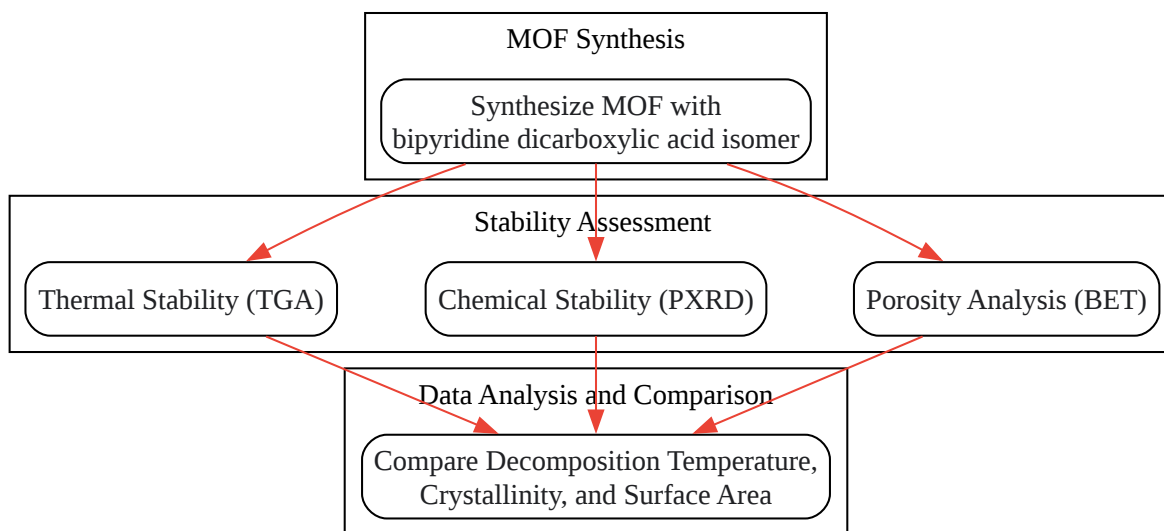 MOF Synthesis
Synthesize MOF with
bipyridine dicarboxylic acid isomer
Stability Assessment
Thermal Stability (TGA)
Chemical Stability (PXRD)
Porosity Analysis (BET)
Data Analysis and Comparison
Compare Decomposition Temperature,
Crystallinity, and Surface Area